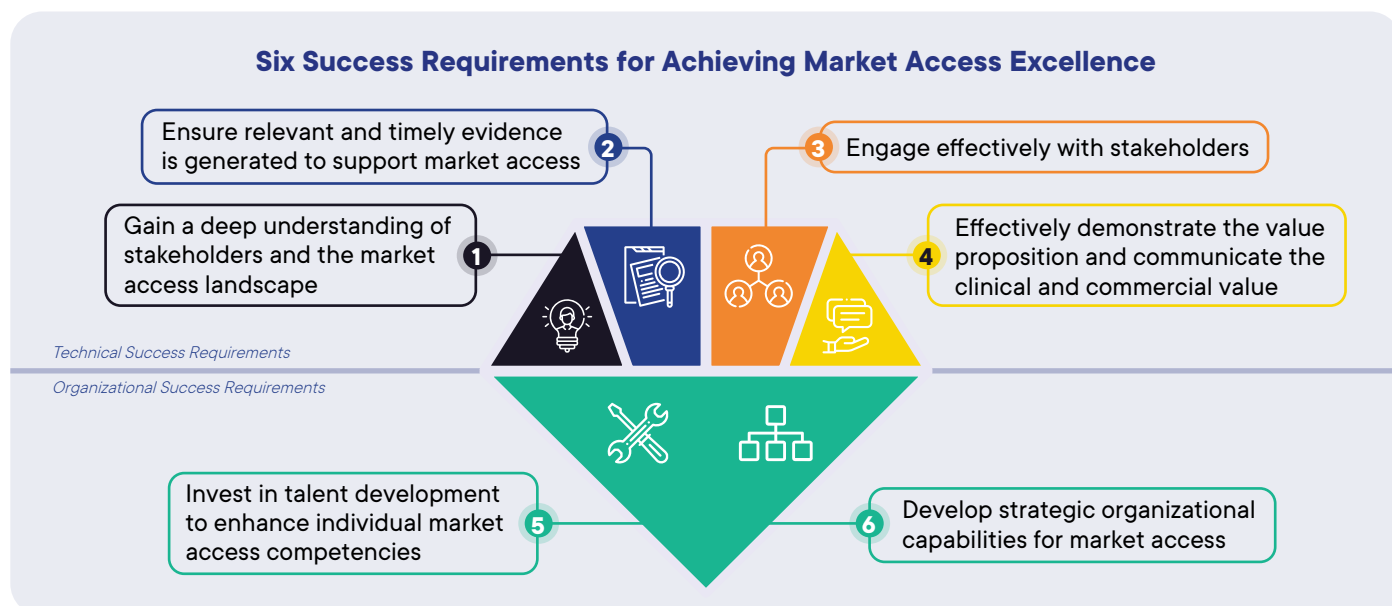 Six Success Requirements for Achieving Market Access Excellence
Ensure relevant and timely evidence
is generated to support market access
2
3
Engage effectively with stakeholders
Gain a deep understanding of
stakeholders and the market
access landscape
1
4
Effectively demonstrate the value
proposition and communicate the
clinical and commercial value
Technical Success Requirements
Organizational Success Requirements
Invest in talent development
to enhance individual market
access competencies
5
6
Develop strategic organizational
capabilities for market access